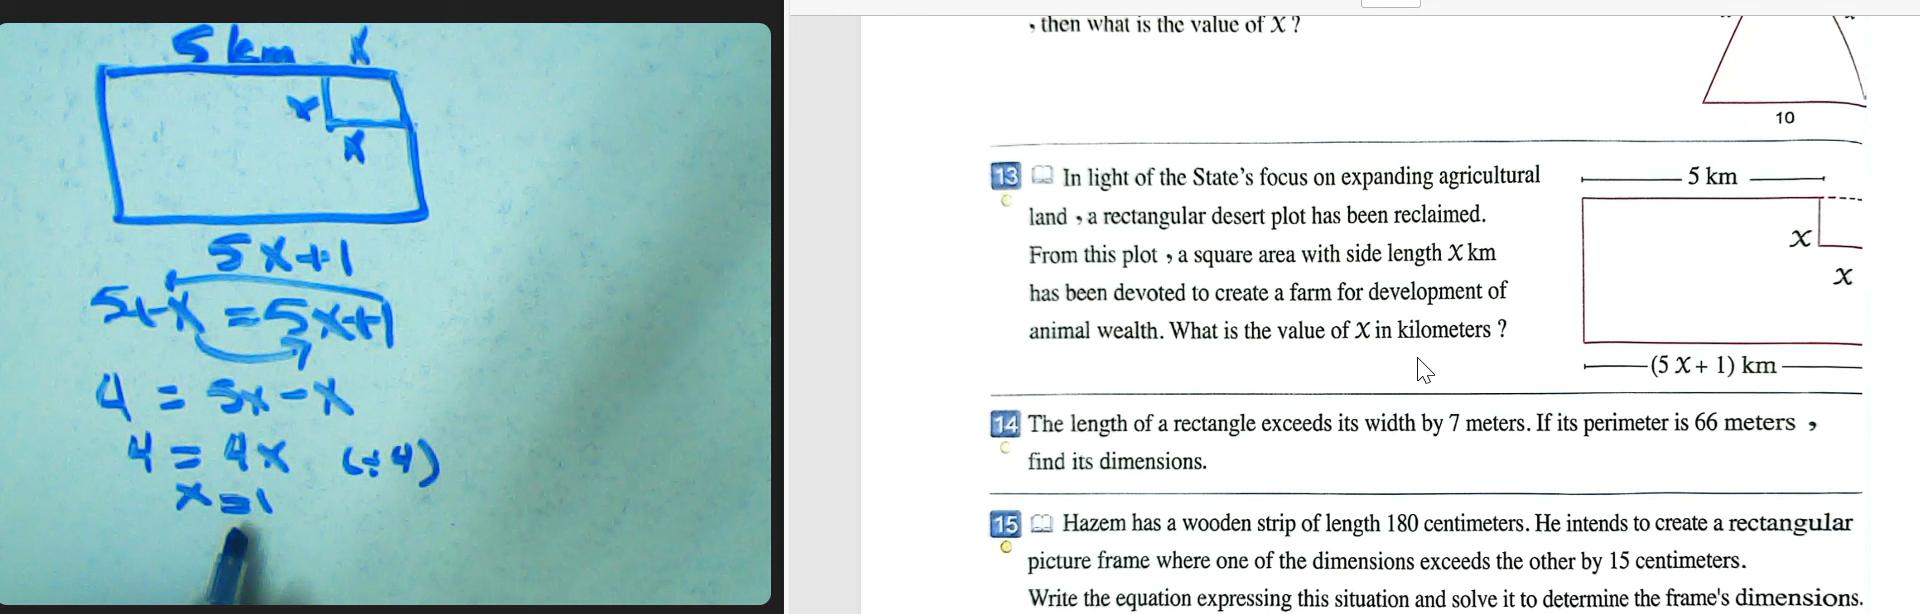 5 km x
x
x
5x+1
5+x = 5x+1
4 = 5x-x
4 = 4x (÷4)
x=1
, then what is the value of X ?
10
13 In light of the State's focus on expanding agricultural
land , a rectangular desert plot has been reclaimed.
From this plot , a square area with side length X km
has been devoted to create a farm for development of
animal wealth. What is the value of X in kilometers ?
5 km
X
X
(5 X + 1) km
14 The length of a rectangle exceeds its width by 7 meters. If its perimeter is 66 meters ,
find its dimensions.
15 Hazem has a wooden strip of length 180 centimeters. He intends to create a rectangular
picture frame where one of the dimensions exceeds the other by 15 centimeters.
Write the equation expressing this situation and solve it to determine the frame's dimensions.